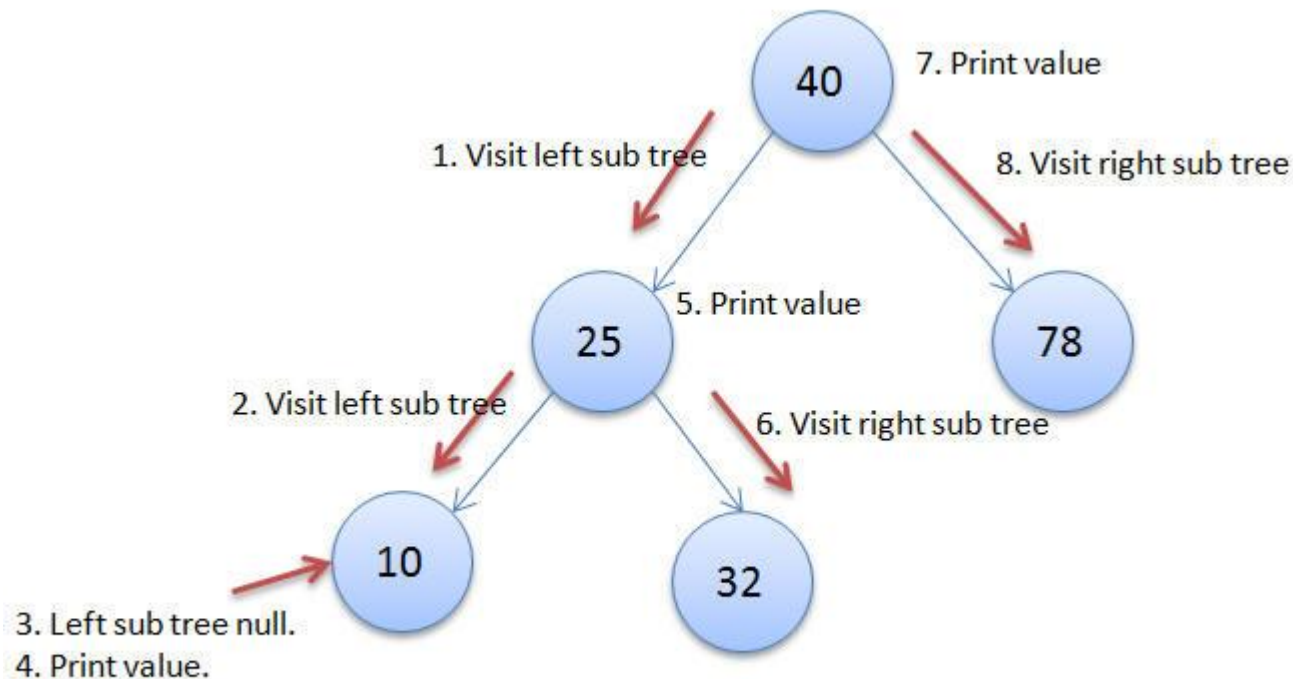 40
7. Print value
1. Visit left sub tree
8. Visit right sub tree
25
5. Print value
78
2. Visit left sub tree
6. Visit right sub tree
10
32
3. Left sub tree null.
4. Print value.